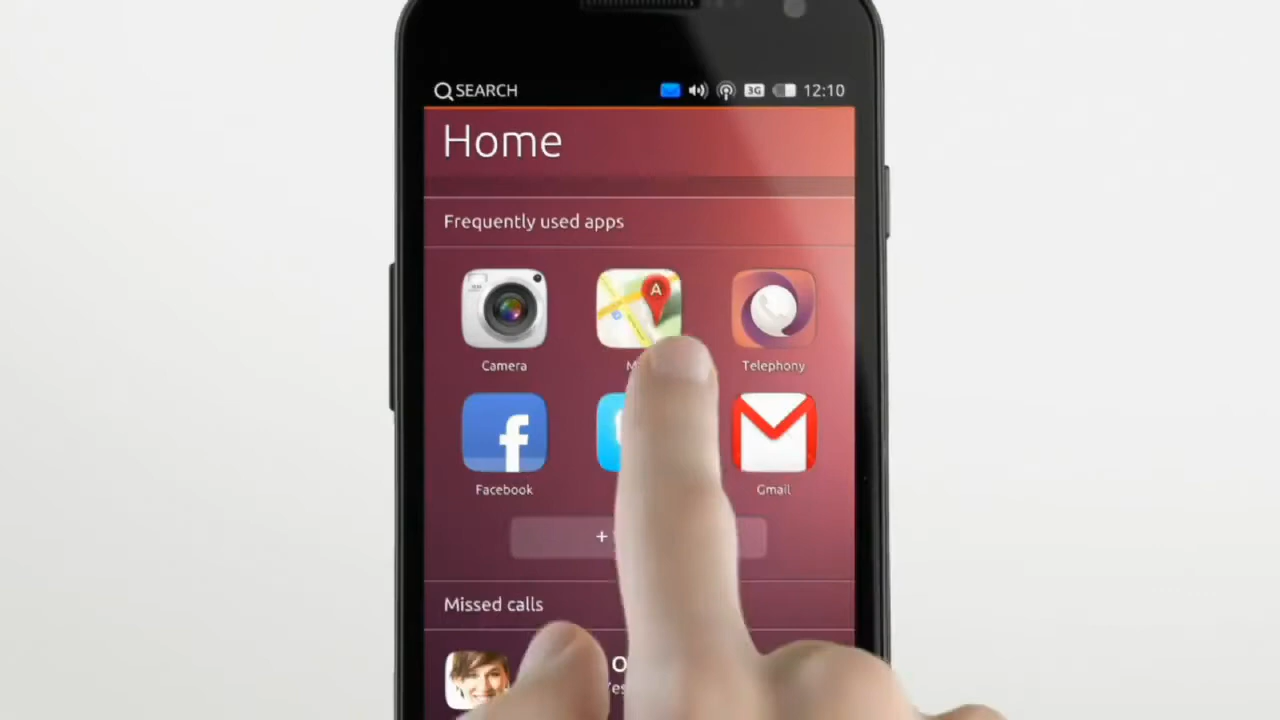 SEARCH 3G 12:10
Home
Frequently used apps
A
Camera Telephony
Facebook Gmail
+
Missed calls